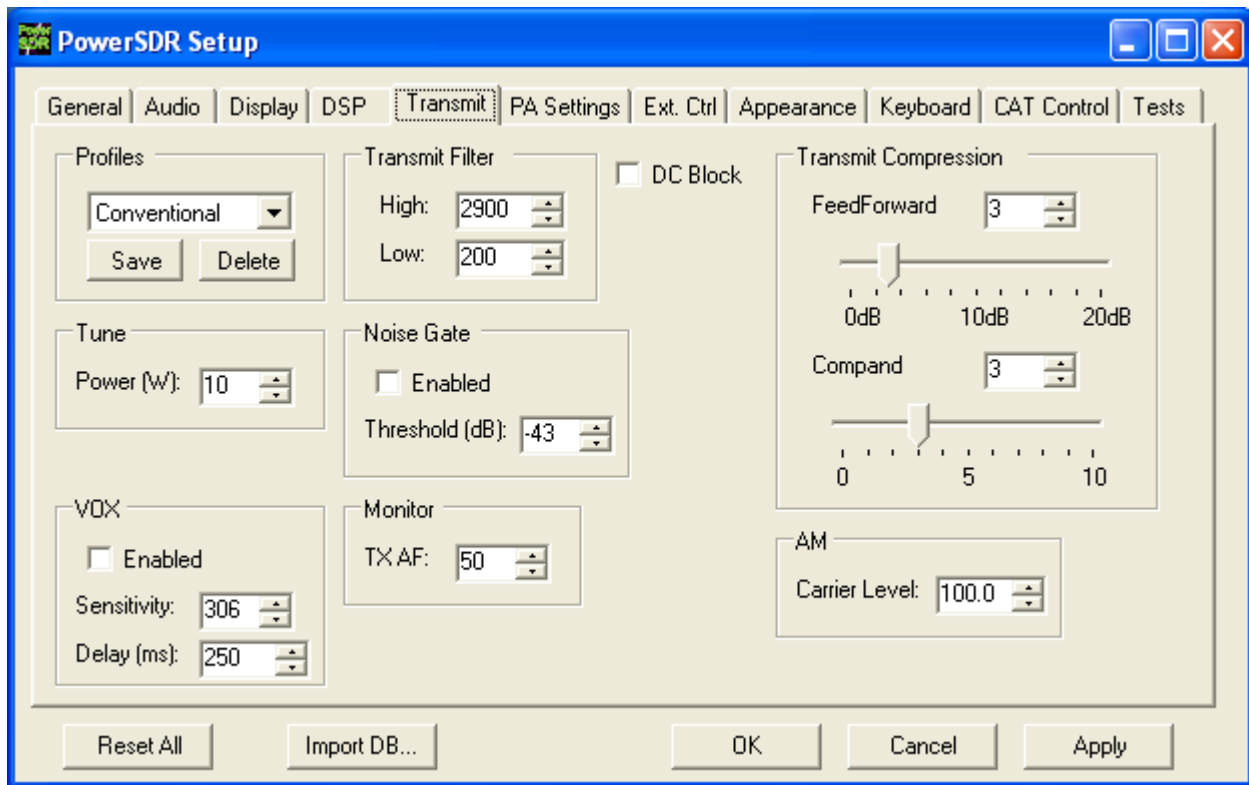 Power SDR
PowerSDR Setup
General Audio Display DSP Transmit PA Settings Ext. Ctrl Appearance Keyboard CAT Control Tests
Profiles
Conventional
Save Delete
Transmit Filter
High: 2900
Low: 200
DC Block
Transmit Compression
FeedForward 3
0dB 10dB 20dB
Compand 3
0 5 10
Tune
Power (W): 10
Noise Gate
Enabled
Threshold (dB): -43
VOX
Enabled
Sensitivity: 306
Delay (ms): 250
Monitor
TX AF: 50
AM
Carrier Level: 100.0
Reset All Import DB... OK Cancel Apply